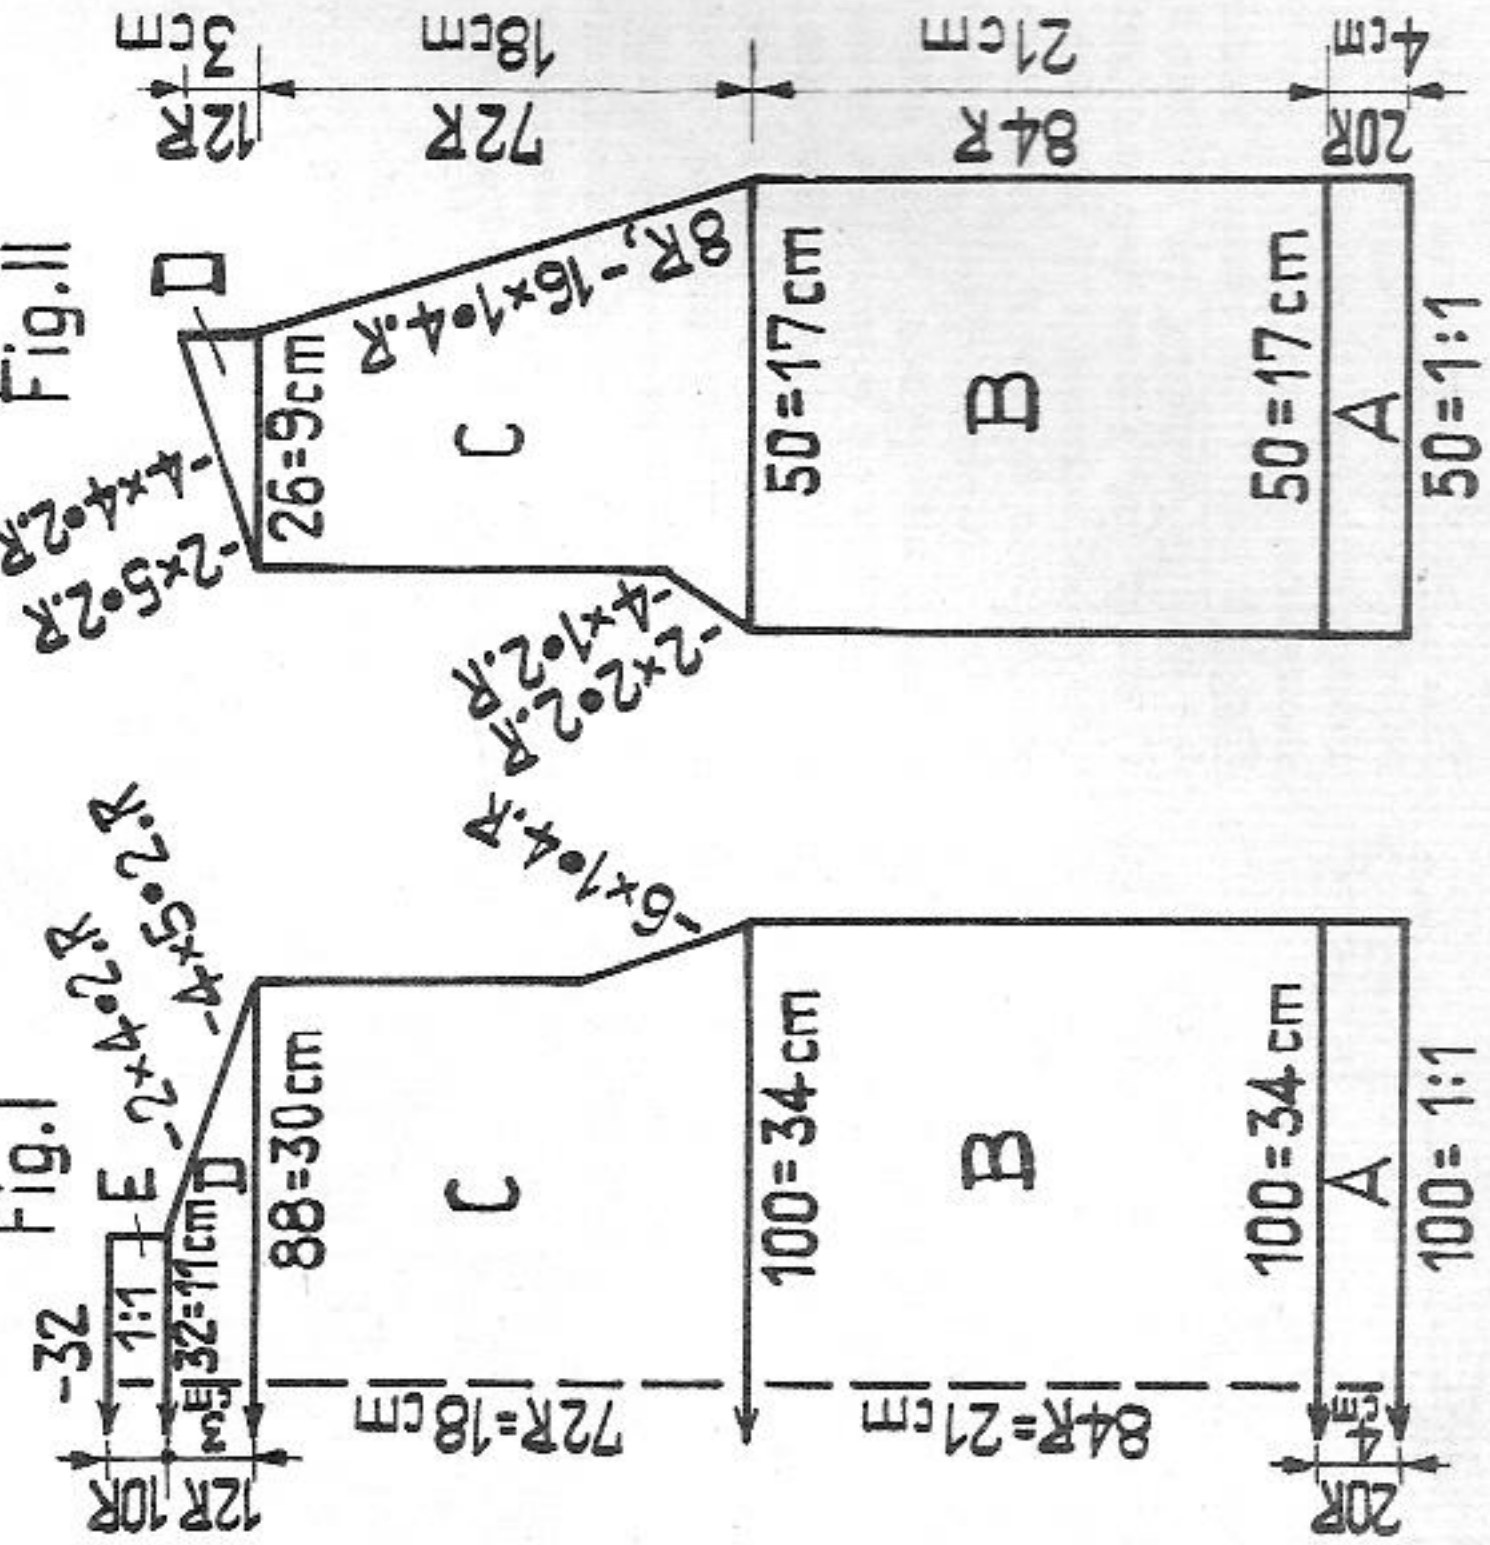 Fig. I
-32
E
1:1
-2×4•2.R
-4×5•2.R
32=11cm
D
88=30cm
C
-6×1•4.R
100=34cm
B
100=34cm
A
100=1:1
10R
12R
3cm
72R=18cm
84R=21cm
20R
4cm
Fig. II
D
-4×4•2.R
-2×5•2.R
26=9cm
C
8R,-16×1•4.R
-4×1•2.R
-2×2•2.R
50=17cm
B
50=17cm
A
50=1:1
12R
3cm
72R
18cm
84R
21cm
20R
4cm